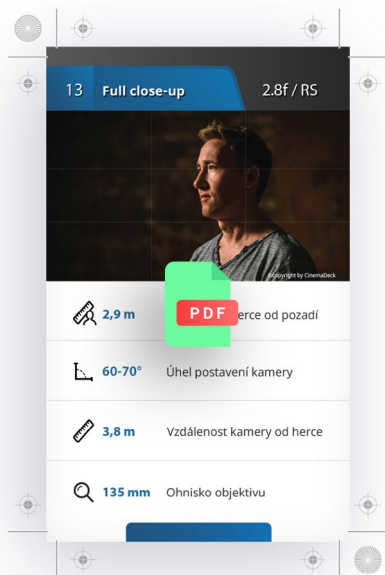 13 Full close-up 2.8f / RS
©copyright by CinemaDeck
2,9 m PDF erce od pozadí
60-70° Úhel postavení kamery
3,8 m Vzdálenost kamery od herce
135 mm Ohnisko objektivu